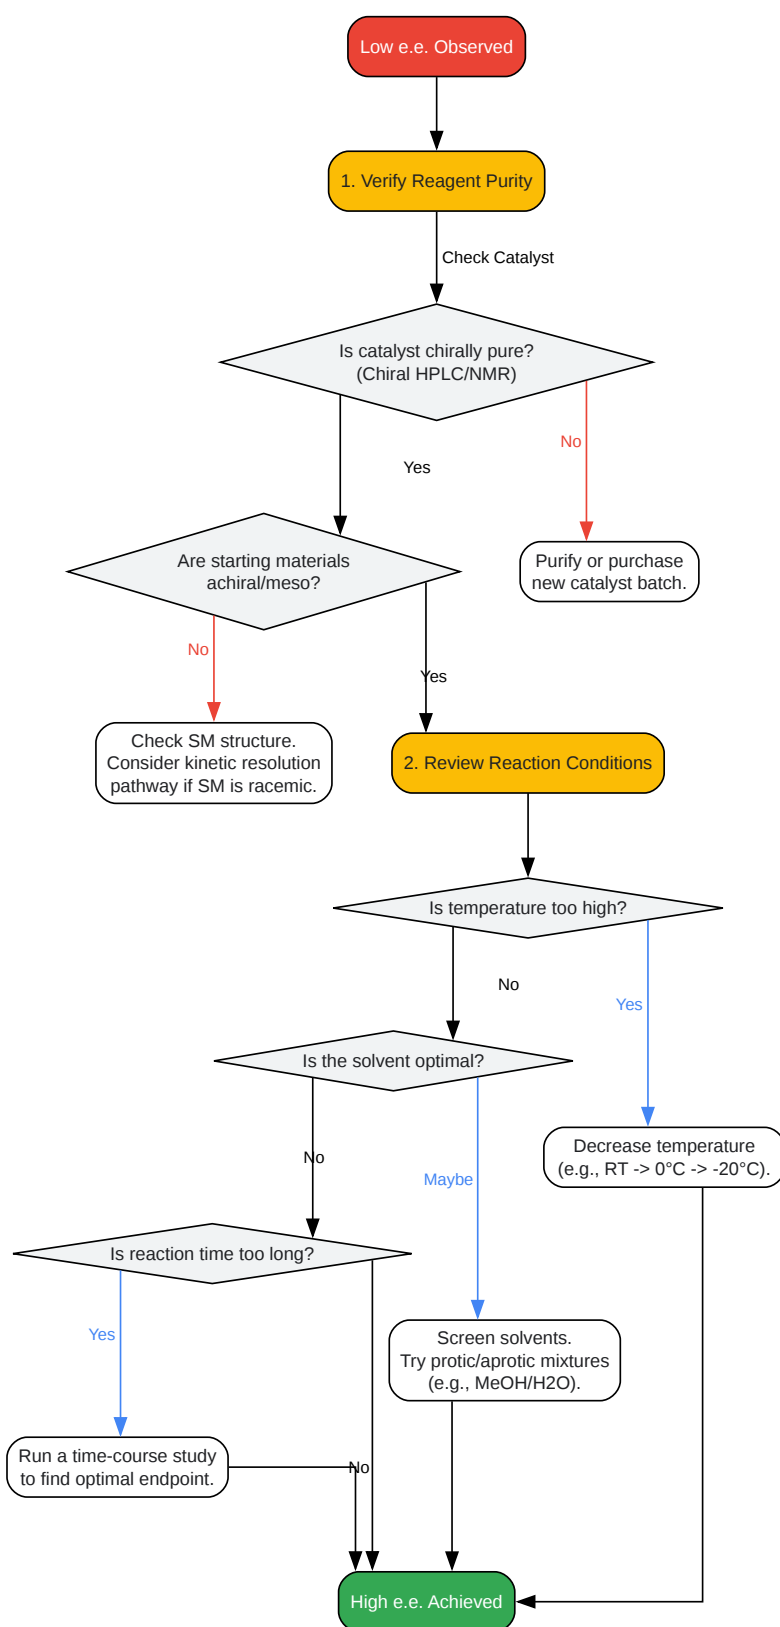 Low e.e. Observed
1. Verify Reagent Purity
Check Catalyst
Is catalyst chirally pure?
(Chiral HPLC/NMR)
No
Yes
Are starting materials
achiral/meso?
Purify or purchase
new catalyst batch.
No
Yes
Check SM structure.
Consider kinetic resolution
pathway if SM is racemic.
2. Review Reaction Conditions
Is temperature too high?
No
Yes
Is the solvent optimal?
Decrease temperature
(e.g., RT -> 0°C -> -20°C).
No
Maybe
Is reaction time too long?
Yes
Screen solvents.
Try protic/aprotic mixtures
(e.g., MeOH/H2O).
Run a time-course study
to find optimal endpoint.
No
High e.e. Achieved